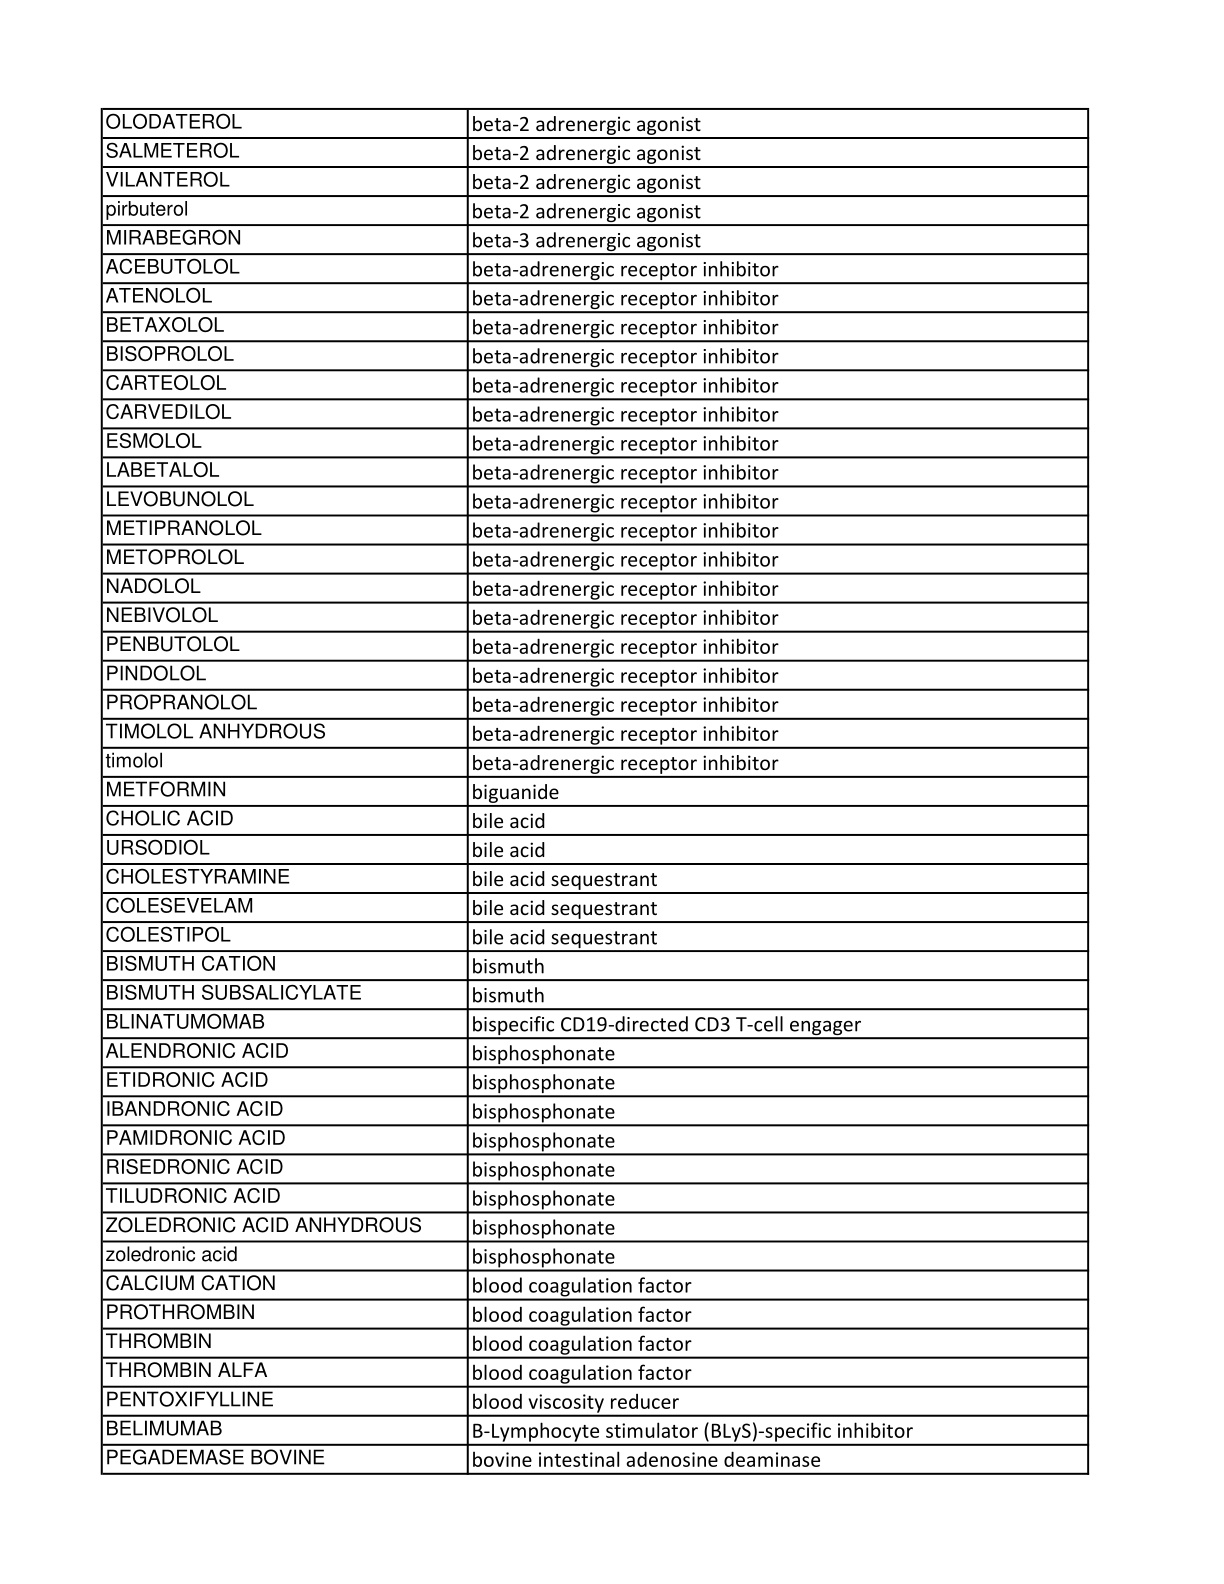 OLODATEROL beta-2 adrenergic agonist
SALMETEROL beta-2 adrenergic agonist
VILANTEROL beta-2 adrenergic agonist
pirbuterol beta-2 adrenergic agonist
MIRABEGRON beta-3 adrenergic agonist
ACEBUTOLOL beta-adrenergic receptor inhibitor
ATENOLOL beta-adrenergic receptor inhibitor
BETAXOLOL beta-adrenergic receptor inhibitor
BISOPROLOL beta-adrenergic receptor inhibitor
CARTEOLOL beta-adrenergic receptor inhibitor
CARVEDILOL beta-adrenergic receptor inhibitor
ESMOLOL beta-adrenergic receptor inhibitor
LABETALOL beta-adrenergic receptor inhibitor
LEVOBUNOLOL beta-adrenergic receptor inhibitor
METIPRANOLOL beta-adrenergic receptor inhibitor
METOPROLOL beta-adrenergic receptor inhibitor
NADOLOL beta-adrenergic receptor inhibitor
NEBIVOLOL beta-adrenergic receptor inhibitor
PENBUTOLOL beta-adrenergic receptor inhibitor
PINDOLOL beta-adrenergic receptor inhibitor
PROPRANOLOL beta-adrenergic receptor inhibitor
TIMOLOL ANHYDROUS beta-adrenergic receptor inhibitor
timolol beta-adrenergic receptor inhibitor
METFORMIN biguanide
CHOLIC ACID bile acid
URSODIOL bile acid
CHOLESTYRAMINE bile acid sequestrant
COLESEVELAM bile acid sequestrant
COLESTIPOL bile acid sequestrant
BISMUTH CATION bismuth
BISMUTH SUBSALICYLATE bismuth
BLINATUMOMAB bispecific CD19-directed CD3 T-cell engager
ALENDRONIC ACID bisphosphonate
ETIDRONIC ACID bisphosphonate
IBANDRONIC ACID bisphosphonate
PAMIDRONIC ACID bisphosphonate
RISEDRONIC ACID bisphosphonate
TILUDRONIC ACID bisphosphonate
ZOLEDRONIC ACID ANHYDROUS bisphosphonate
zoledronic acid bisphosphonate
CALCIUM CATION blood coagulation factor
PROTHROMBIN blood coagulation factor
THROMBIN blood coagulation factor
THROMBIN ALFA blood coagulation factor
PENTOXIFYLLINE blood viscosity reducer
BELIMUMAB B-Lymphocyte stimulator (BLyS)-specific inhibitor
PEGADEMASE BOVINE bovine intestinal adenosine deaminase